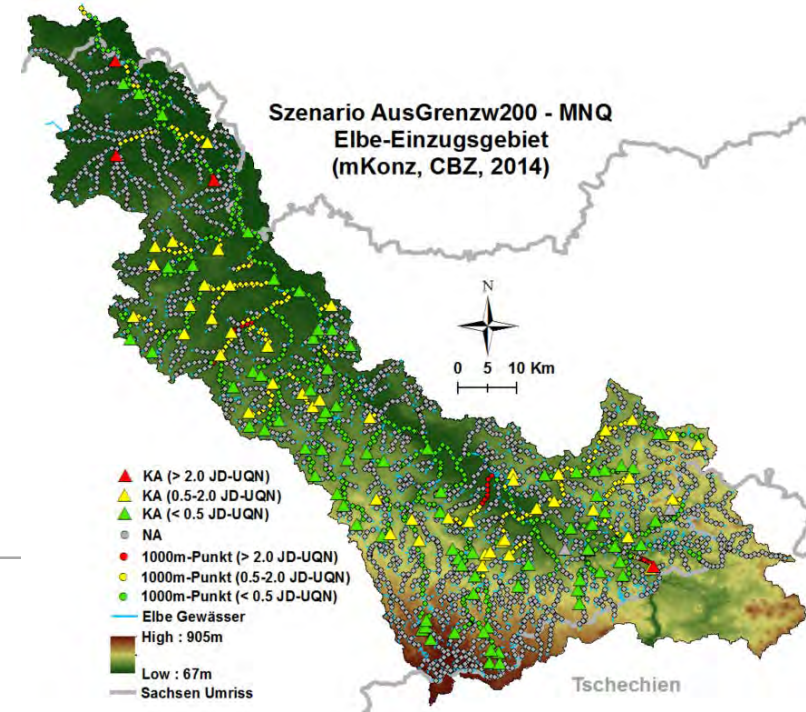 Szenario AusGrenzw200 - MNQ
Elbe-Einzugsgebiet
(mKonz, CBZ, 2014)
N
0 5 10 Km
KA (> 2.0 JD-UQN)
KA (0.5-2.0 JD-UQN)
KA (< 0.5 JD-UQN)
NA
1000m-Punkt (> 2.0 JD-UQN)
1000m-Punkt (0.5-2.0 JD-UQN)
1000m-Punkt (< 0.5 JD-UQN)
Elbe Gewässer
High : 905m
Low : 67m
Sachsen Umriss
Tschechien